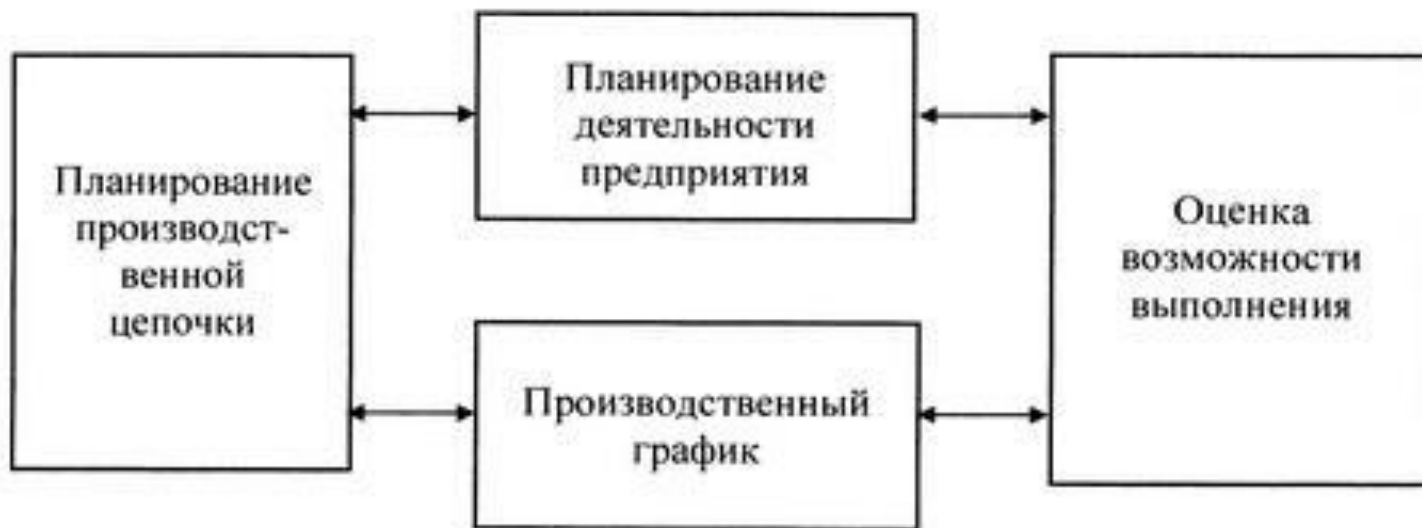 Планирование
производст-
венной
цепочки
Планирование
деятельности
предприятия
Производственный
график
Оценка
возможности
выполнения